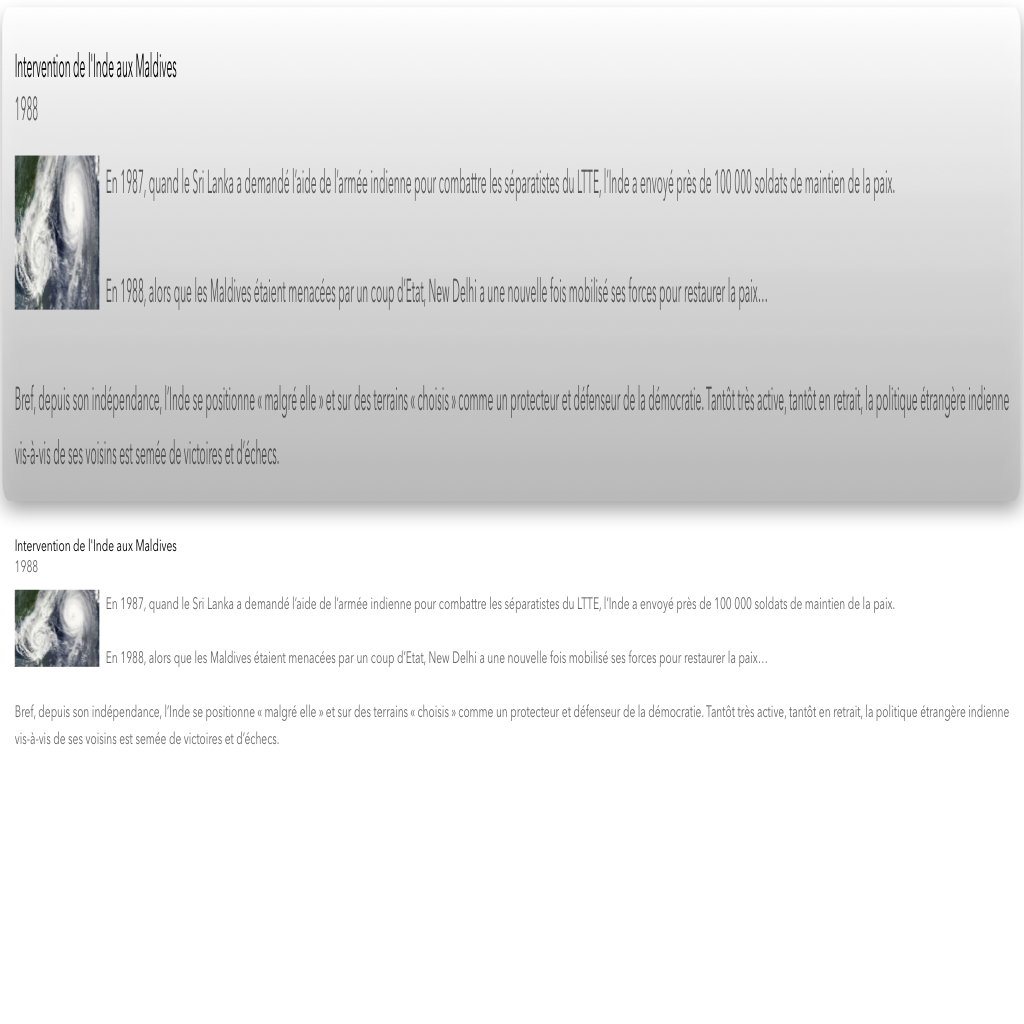 Intervention de l'Inde aux Maldives
1988
En 1987, quand le Sri Lanka a demandé l'aide de l'armée indienne pour combattre les séparatistes du LTTE, l'Inde a envoyé près de 100 000 soldats de maintien de la paix.
En 1988, alors que les Maldives étaient menacées par un coup d'Etat, New Delhi a une nouvelle fois mobilisé ses forces pour restaurer la paix…
Bref, depuis son indépendance, l'Inde se positionne « malgré elle » et sur des terrains « choisis » comme un protecteur et défenseur de la démocratie. Tantôt très active, tantôt en retrait, la politique étrangère indienne
vis-à-vis de ses voisins est semée de victoires et d'échecs.
Intervention de l'Inde aux Maldives
1988
En 1987, quand le Sri Lanka a demandé l'aide de l'armée indienne pour combattre les séparatistes du LTTE, l'Inde a envoyé près de 100 000 soldats de maintien de la paix.
En 1988, alors que les Maldives étaient menacées par un coup d'Etat, New Delhi a une nouvelle fois mobilisé ses forces pour restaurer la paix…
Bref, depuis son indépendance, l'Inde se positionne « malgré elle » et sur des terrains « choisis » comme un protecteur et défenseur de la démocratie. Tantôt très active, tantôt en retrait, la politique étrangère indienne
vis-à-vis de ses voisins est semée de victoires et d'échecs.